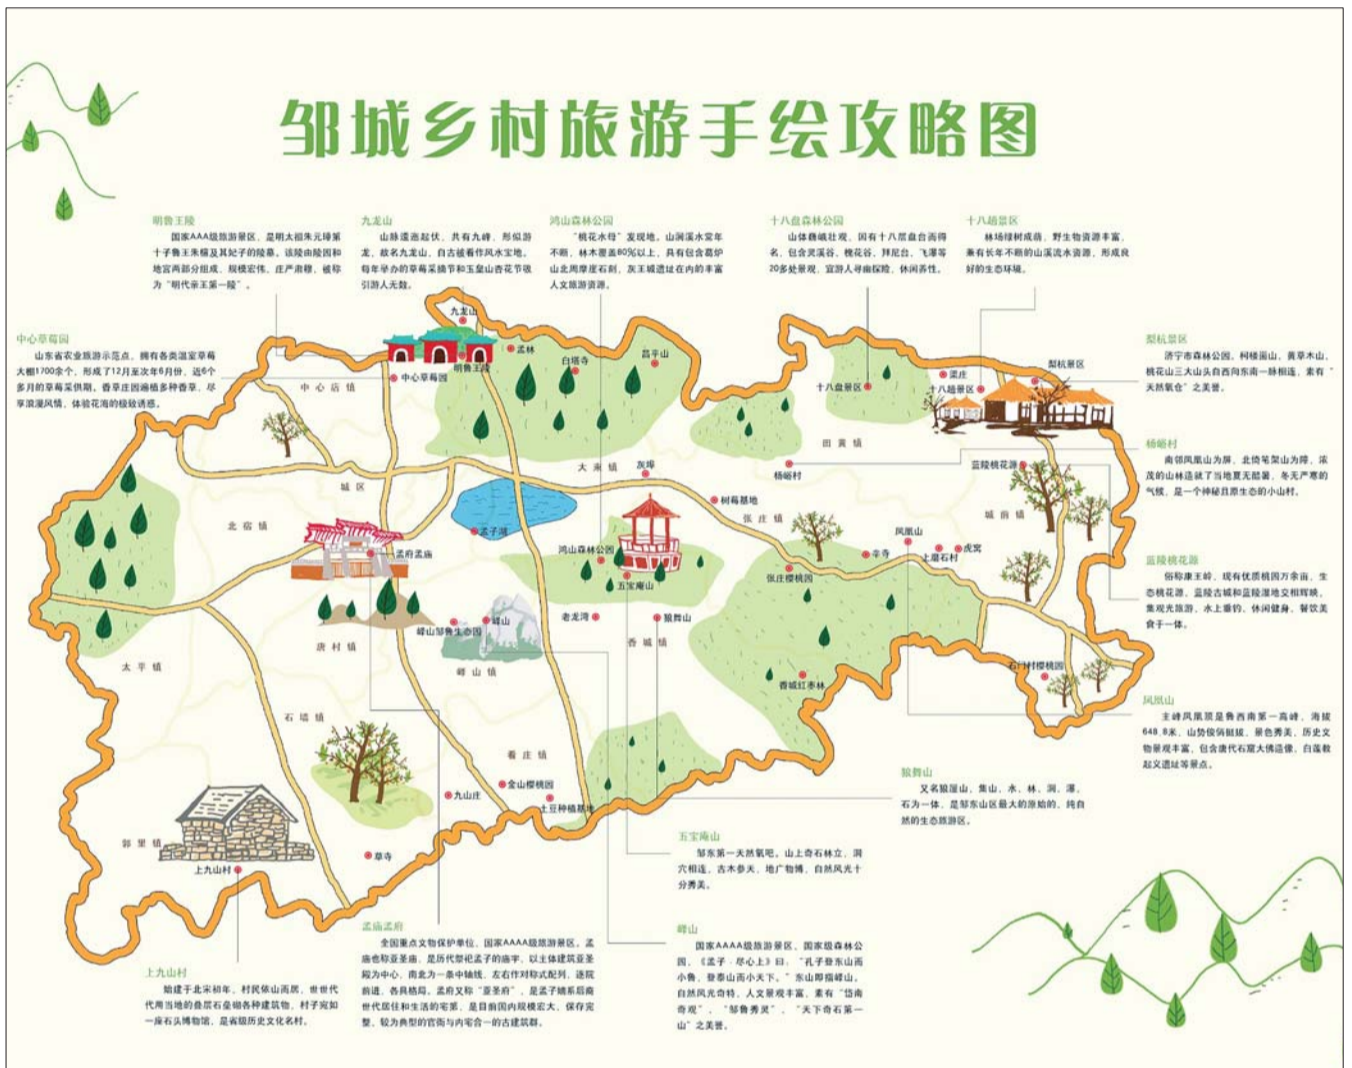 邹城乡村旅游手绘攻略图
明鲁王陵
国家AAA级旅游景区，是明太祖朱元璋第
十子鲁王朱檀及其妃子的陵墓。该陵由陵园和
地宫两部分组成，规模宏伟、庄严肃穆，被称
为“明代亲王第一陵”。
九龙山
山脉逶迤起伏，共有九峰，形似游
龙，故名九龙山，自古被看作风水宝地。
每年举办的草莓采摘节和玉皇山杏花节吸
引游人无数。
鸿山森林公园
“桃花水母”发现地。山涧溪水常年
不断，林木覆盖80%以上，具有包含葛炉
山北周摩崖石刻，灰王城遗址在内的丰富
人文旅游资源。
十八盘森林公园
山体巍峨壮观，因有十八层盘台而得
名，包含灵溪谷、槐花谷、拜尼台、飞瀑等
20多处景观，宜游人寻幽探险，休闲养性。
十八趟景区
林场绿树成荫，野生物资源丰富，
兼有长年不断的山溪流水资源，形成良
好的生态环境。
中心草莓园
山东省农业旅游示范点，拥有各类温室草莓
大棚1700余个，形成了12月至次年6月份，近6个
多月的草莓采供期。香草庄园遍植多种香草，尽
享浪漫风情，体验花海的极致诱惑。
梨杭景区
济宁市森林公园，柯楼崮山，黄草木山，
桃花山三大山头自西向东南一脉相连，素有“
天然氧仓”之美誉。
杨峪村
南邻凤凰山为屏，北倚笔架山为障，浓
茂的山林造就了当地夏无酷暑、冬无严寒的
气候，是一个神秘且原生态的小山村。
蓝陵桃花源
俗称康王岭，现有优质桃园万余亩，生
态桃花源，蓝陵古城和蓝陵湿地交相辉映，
集观光旅游、水上垂钓、休闲健身、餐饮美
食于一体。
凤凰山
主峰凤凰顶是鲁西南第一高峰，海拔
648.8米，山势俊俏挺拔，景色秀美，历史文
物景观丰富，包含唐代石窟大佛造像，白莲教
起义遗址等景点。
九龙山
孟林
明鲁王陵
中心草莓园
中心店镇
白塔寺
昌平山
十八盘景区
梁庄
十八趟景区
梨杭景区
田黄镇
杨峪村
蓝陵桃花源
大束镇
灰埠
城区
北宿镇
孟子湖
树莓基地
张庄镇
城前镇
凤凰山
辛寺
上磨石村
虎窝
孟府孟庙
鸿山森林公园
五宝庵山
张庄樱桃园
峄山邹鲁生态园
峄山
老龙湾
狼舞山
香城镇
唐村镇
太平镇
峄山镇
石门村樱桃园
香城红枣林
石墙镇
看庄镇
九山庄
金山樱桃园
土豆种植基地
郭里镇
草寺
上九山村
狼舞山
又名狼屋山，集山、水、林、洞、瀑、
石为一体，是邹东山区最大的原始的、纯自
然的生态旅游区。
五宝庵山
邹东第一天然氧吧。山上奇石林立、洞
穴相连、古木参天、地广物博、自然风光十
分秀美。
孟庙孟府
全国重点文物保护单位，国家AAAA级旅游景区。孟
庙也称亚圣庙，是历代祭祀孟子的庙宇，以主体建筑亚圣
殿为中心，南北为一条中轴线，左右作对称式配列，逐院
前进，各具格局。孟府又称“亚圣府”，是孟子嫡系后裔
世代居住和生活的宅第，是目前国内规模宏大、保存完
整、较为典型的官衙与内宅合一的古建筑群。
峄山
国家AAAA级旅游景区、国家级森林公
园，《孟子·尽心上》曰，“孔子登东山而
小鲁，登泰山而小天下。”东山即指峄山。
自然风光奇特，人文景观丰富，素有“岱南
奇观”，“邹鲁秀灵”，“天下奇石第一
山”之美誉。
上九山村
始建于北宋初年，村民依山而居，世世代
代用当地的叠层石垒砌各种建筑物，村子宛如
一座石头博物馆，是省级历史文化名村。